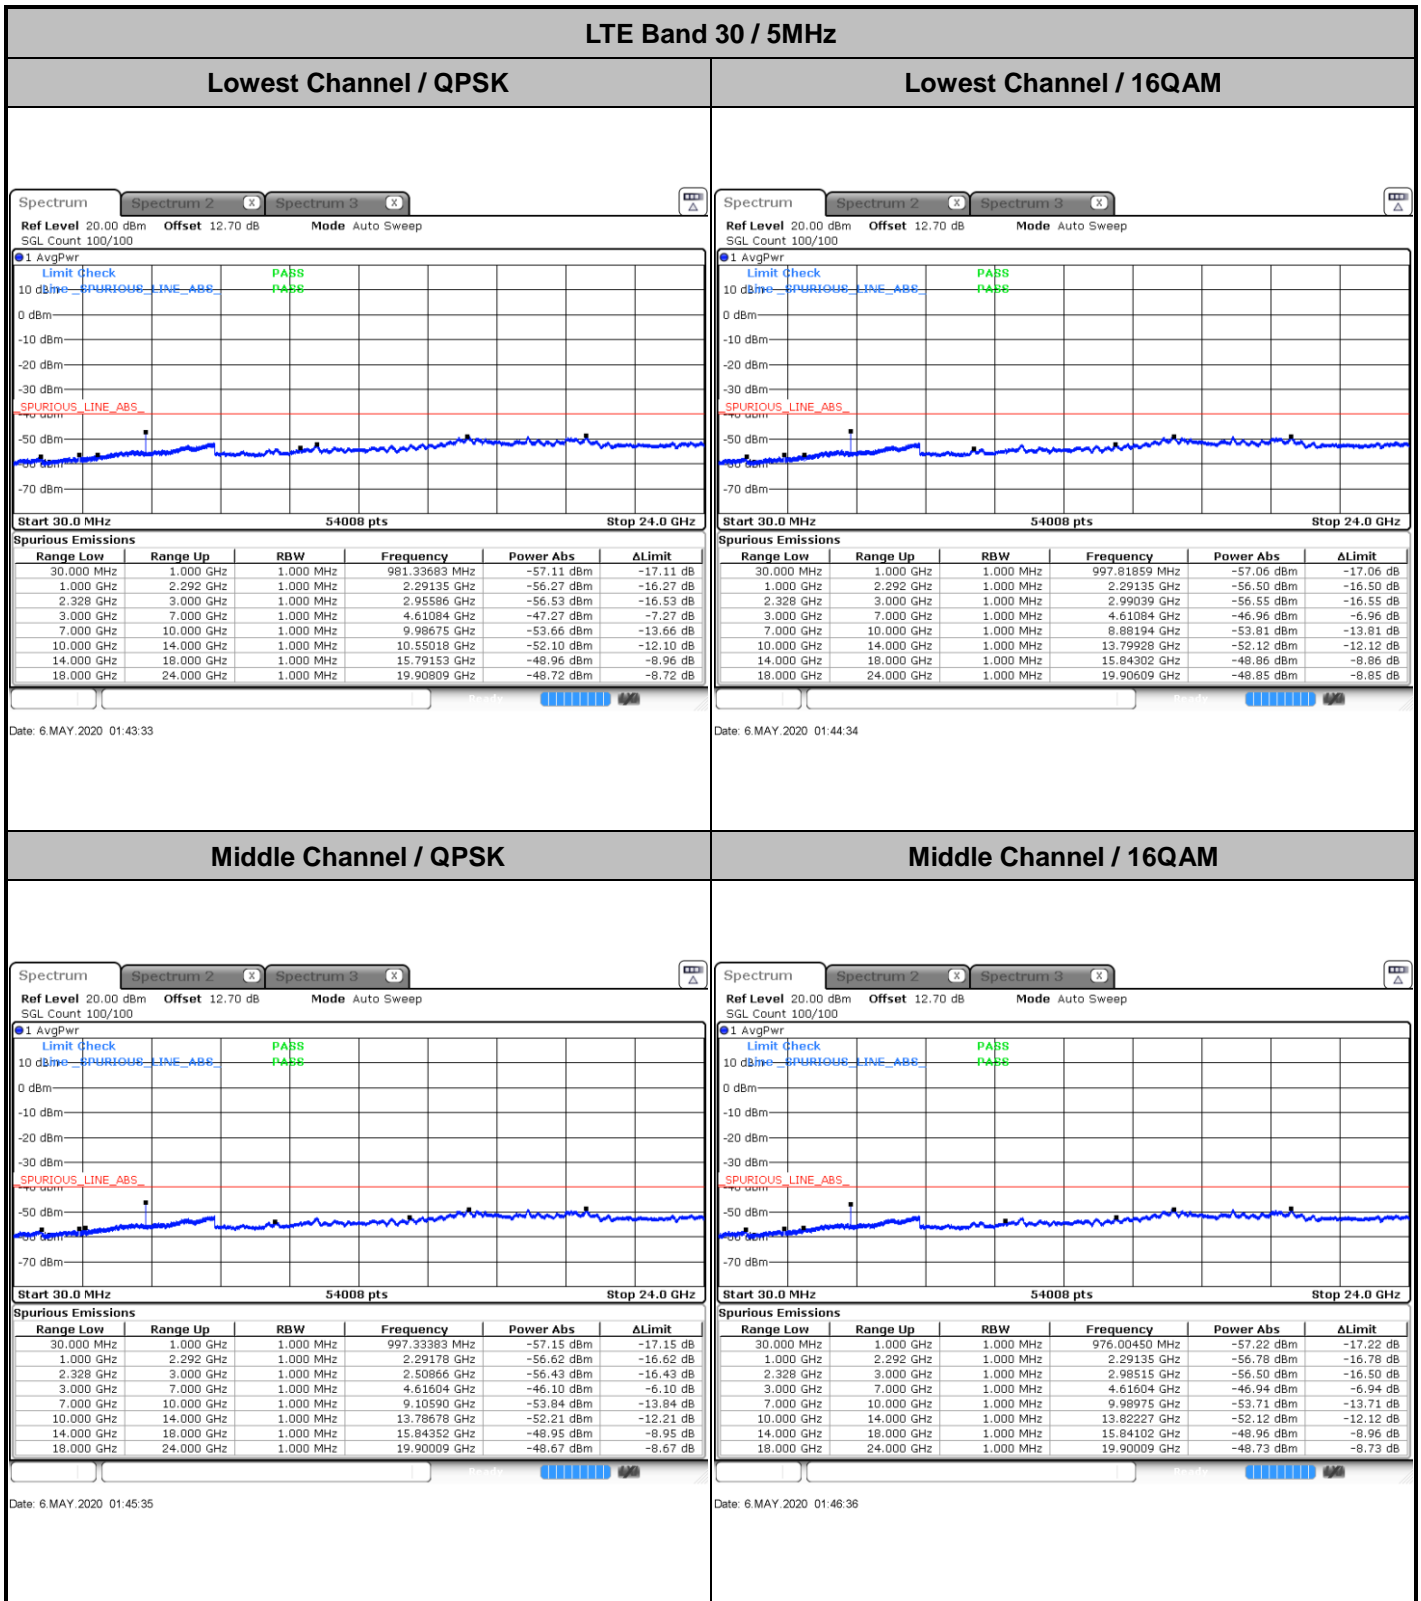 LTE Band 30 / 5MHz
Lowest Channel / QPSK
Spectrum Spectrum 2 X Spectrum 3 X
Ref Level 20.00 dBm Offset 12.70 dB Mode Auto Sweep
SGL Count 100/100
1 AvgPwr
Limit Check PASS
10 dBm Line _SPURIOUS_LINE_ABS_ PASS
0 dBm
-10 dBm
-20 dBm
-30 dBm
_SPURIOUS_LINE_ABS_
-40 dBm
-50 dBm
-60 dBm
-70 dBm
Start 30.0 MHz 54008 pts Stop 24.0 GHz
Spurious Emissions
Range Low Range Up RBW Frequency Power Abs ΔLimit
30.000 MHz 1.000 GHz 1.000 MHz 981.33683 MHz -57.11 dBm -17.11 dB
1.000 GHz 2.292 GHz 1.000 MHz 2.29135 GHz -56.27 dBm -16.27 dB
2.328 GHz 3.000 GHz 1.000 MHz 2.95586 GHz -56.53 dBm -16.53 dB
3.000 GHz 7.000 GHz 1.000 MHz 4.61084 GHz -47.27 dBm -7.27 dB
7.000 GHz 10.000 GHz 1.000 MHz 9.98675 GHz -53.66 dBm -13.66 dB
10.000 GHz 14.000 GHz 1.000 MHz 10.55018 GHz -52.10 dBm -12.10 dB
14.000 GHz 18.000 GHz 1.000 MHz 15.79153 GHz -48.96 dBm -8.96 dB
18.000 GHz 24.000 GHz 1.000 MHz 19.90809 GHz -48.72 dBm -8.72 dB
Ready
Date: 6.MAY.2020 01:43:33
Lowest Channel / 16QAM
Spectrum Spectrum 2 X Spectrum 3 X
Ref Level 20.00 dBm Offset 12.70 dB Mode Auto Sweep
SGL Count 100/100
1 AvgPwr
Limit Check PASS
10 dBm Line _SPURIOUS_LINE_ABS_ PASS
0 dBm
-10 dBm
-20 dBm
-30 dBm
_SPURIOUS_LINE_ABS_
-40 dBm
-50 dBm
-60 dBm
-70 dBm
Start 30.0 MHz 54008 pts Stop 24.0 GHz
Spurious Emissions
Range Low Range Up RBW Frequency Power Abs ΔLimit
30.000 MHz 1.000 GHz 1.000 MHz 997.81859 MHz -57.06 dBm -17.06 dB
1.000 GHz 2.292 GHz 1.000 MHz 2.29135 GHz -56.50 dBm -16.50 dB
2.328 GHz 3.000 GHz 1.000 MHz 2.99039 GHz -56.55 dBm -16.55 dB
3.000 GHz 7.000 GHz 1.000 MHz 4.61084 GHz -46.96 dBm -6.96 dB
7.000 GHz 10.000 GHz 1.000 MHz 8.88194 GHz -53.81 dBm -13.81 dB
10.000 GHz 14.000 GHz 1.000 MHz 13.79928 GHz -52.12 dBm -12.12 dB
14.000 GHz 18.000 GHz 1.000 MHz 15.84302 GHz -48.86 dBm -8.86 dB
18.000 GHz 24.000 GHz 1.000 MHz 19.90609 GHz -48.85 dBm -8.85 dB
Ready
Date: 6.MAY.2020 01:44:34
Middle Channel / QPSK
Spectrum Spectrum 2 X Spectrum 3 X
Ref Level 20.00 dBm Offset 12.70 dB Mode Auto Sweep
SGL Count 100/100
1 AvgPwr
Limit Check PASS
10 dBm Line _SPURIOUS_LINE_ABS_ PASS
0 dBm
-10 dBm
-20 dBm
-30 dBm
_SPURIOUS_LINE_ABS_
-40 dBm
-50 dBm
-60 dBm
-70 dBm
Start 30.0 MHz 54008 pts Stop 24.0 GHz
Spurious Emissions
Range Low Range Up RBW Frequency Power Abs ΔLimit
30.000 MHz 1.000 GHz 1.000 MHz 997.33383 MHz -57.15 dBm -17.15 dB
1.000 GHz 2.292 GHz 1.000 MHz 2.29178 GHz -56.62 dBm -16.62 dB
2.328 GHz 3.000 GHz 1.000 MHz 2.50866 GHz -56.43 dBm -16.43 dB
3.000 GHz 7.000 GHz 1.000 MHz 4.61604 GHz -46.10 dBm -6.10 dB
7.000 GHz 10.000 GHz 1.000 MHz 9.10590 GHz -53.84 dBm -13.84 dB
10.000 GHz 14.000 GHz 1.000 MHz 13.78678 GHz -52.21 dBm -12.21 dB
14.000 GHz 18.000 GHz 1.000 MHz 15.84352 GHz -48.95 dBm -8.95 dB
18.000 GHz 24.000 GHz 1.000 MHz 19.90009 GHz -48.67 dBm -8.67 dB
Ready
Date: 6.MAY.2020 01:45:35
Middle Channel / 16QAM
Spectrum Spectrum 2 X Spectrum 3 X
Ref Level 20.00 dBm Offset 12.70 dB Mode Auto Sweep
SGL Count 100/100
1 AvgPwr
Limit Check PASS
10 dBm Line _SPURIOUS_LINE_ABS_ PASS
0 dBm
-10 dBm
-20 dBm
-30 dBm
_SPURIOUS_LINE_ABS_
-40 dBm
-50 dBm
-60 dBm
-70 dBm
Start 30.0 MHz 54008 pts Stop 24.0 GHz
Spurious Emissions
Range Low Range Up RBW Frequency Power Abs ΔLimit
30.000 MHz 1.000 GHz 1.000 MHz 976.00450 MHz -57.22 dBm -17.22 dB
1.000 GHz 2.292 GHz 1.000 MHz 2.29135 GHz -56.78 dBm -16.78 dB
2.328 GHz 3.000 GHz 1.000 MHz 2.98515 GHz -56.50 dBm -16.50 dB
3.000 GHz 7.000 GHz 1.000 MHz 4.61604 GHz -46.94 dBm -6.94 dB
7.000 GHz 10.000 GHz 1.000 MHz 9.98975 GHz -53.71 dBm -13.71 dB
10.000 GHz 14.000 GHz 1.000 MHz 13.82227 GHz -52.12 dBm -12.12 dB
14.000 GHz 18.000 GHz 1.000 MHz 15.84102 GHz -48.96 dBm -8.96 dB
18.000 GHz 24.000 GHz 1.000 MHz 19.90009 GHz -48.73 dBm -8.73 dB
Ready
Date: 6.MAY.2020 01:46:36